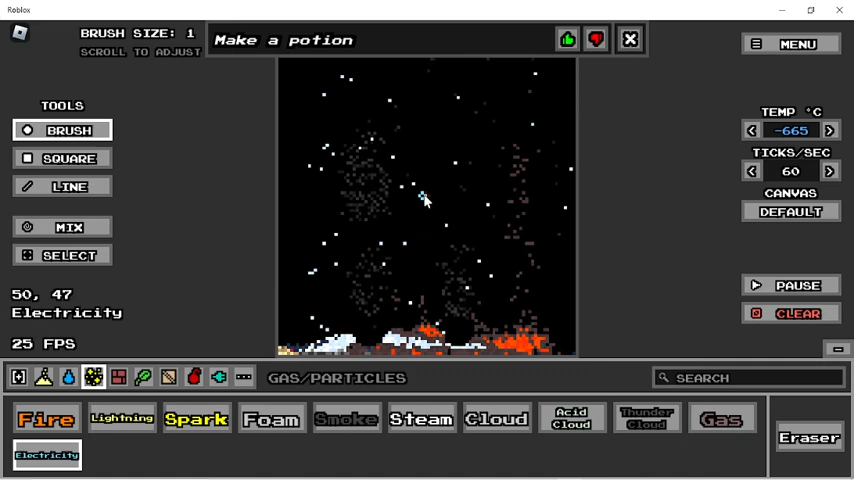 Roblox
BRUSH SIZE: 1
SCROLL TO ADJUST
Make a potion
MENU
TOOLS
BRUSH
SQUARE
LINE
MIX
SELECT
TEMP °C
-665
TICKS/SEC
60
CANVAS
DEFAULT
PAUSE
CLEAR
50, 47
Electricity
25 FPS
GAS/PARTICLES
SEARCH
Fire
Lightning
Spark
Foam
Smoke
Steam
Cloud
Acid
Cloud
Thunder
Cloud
Gas
Electricity
Eraser